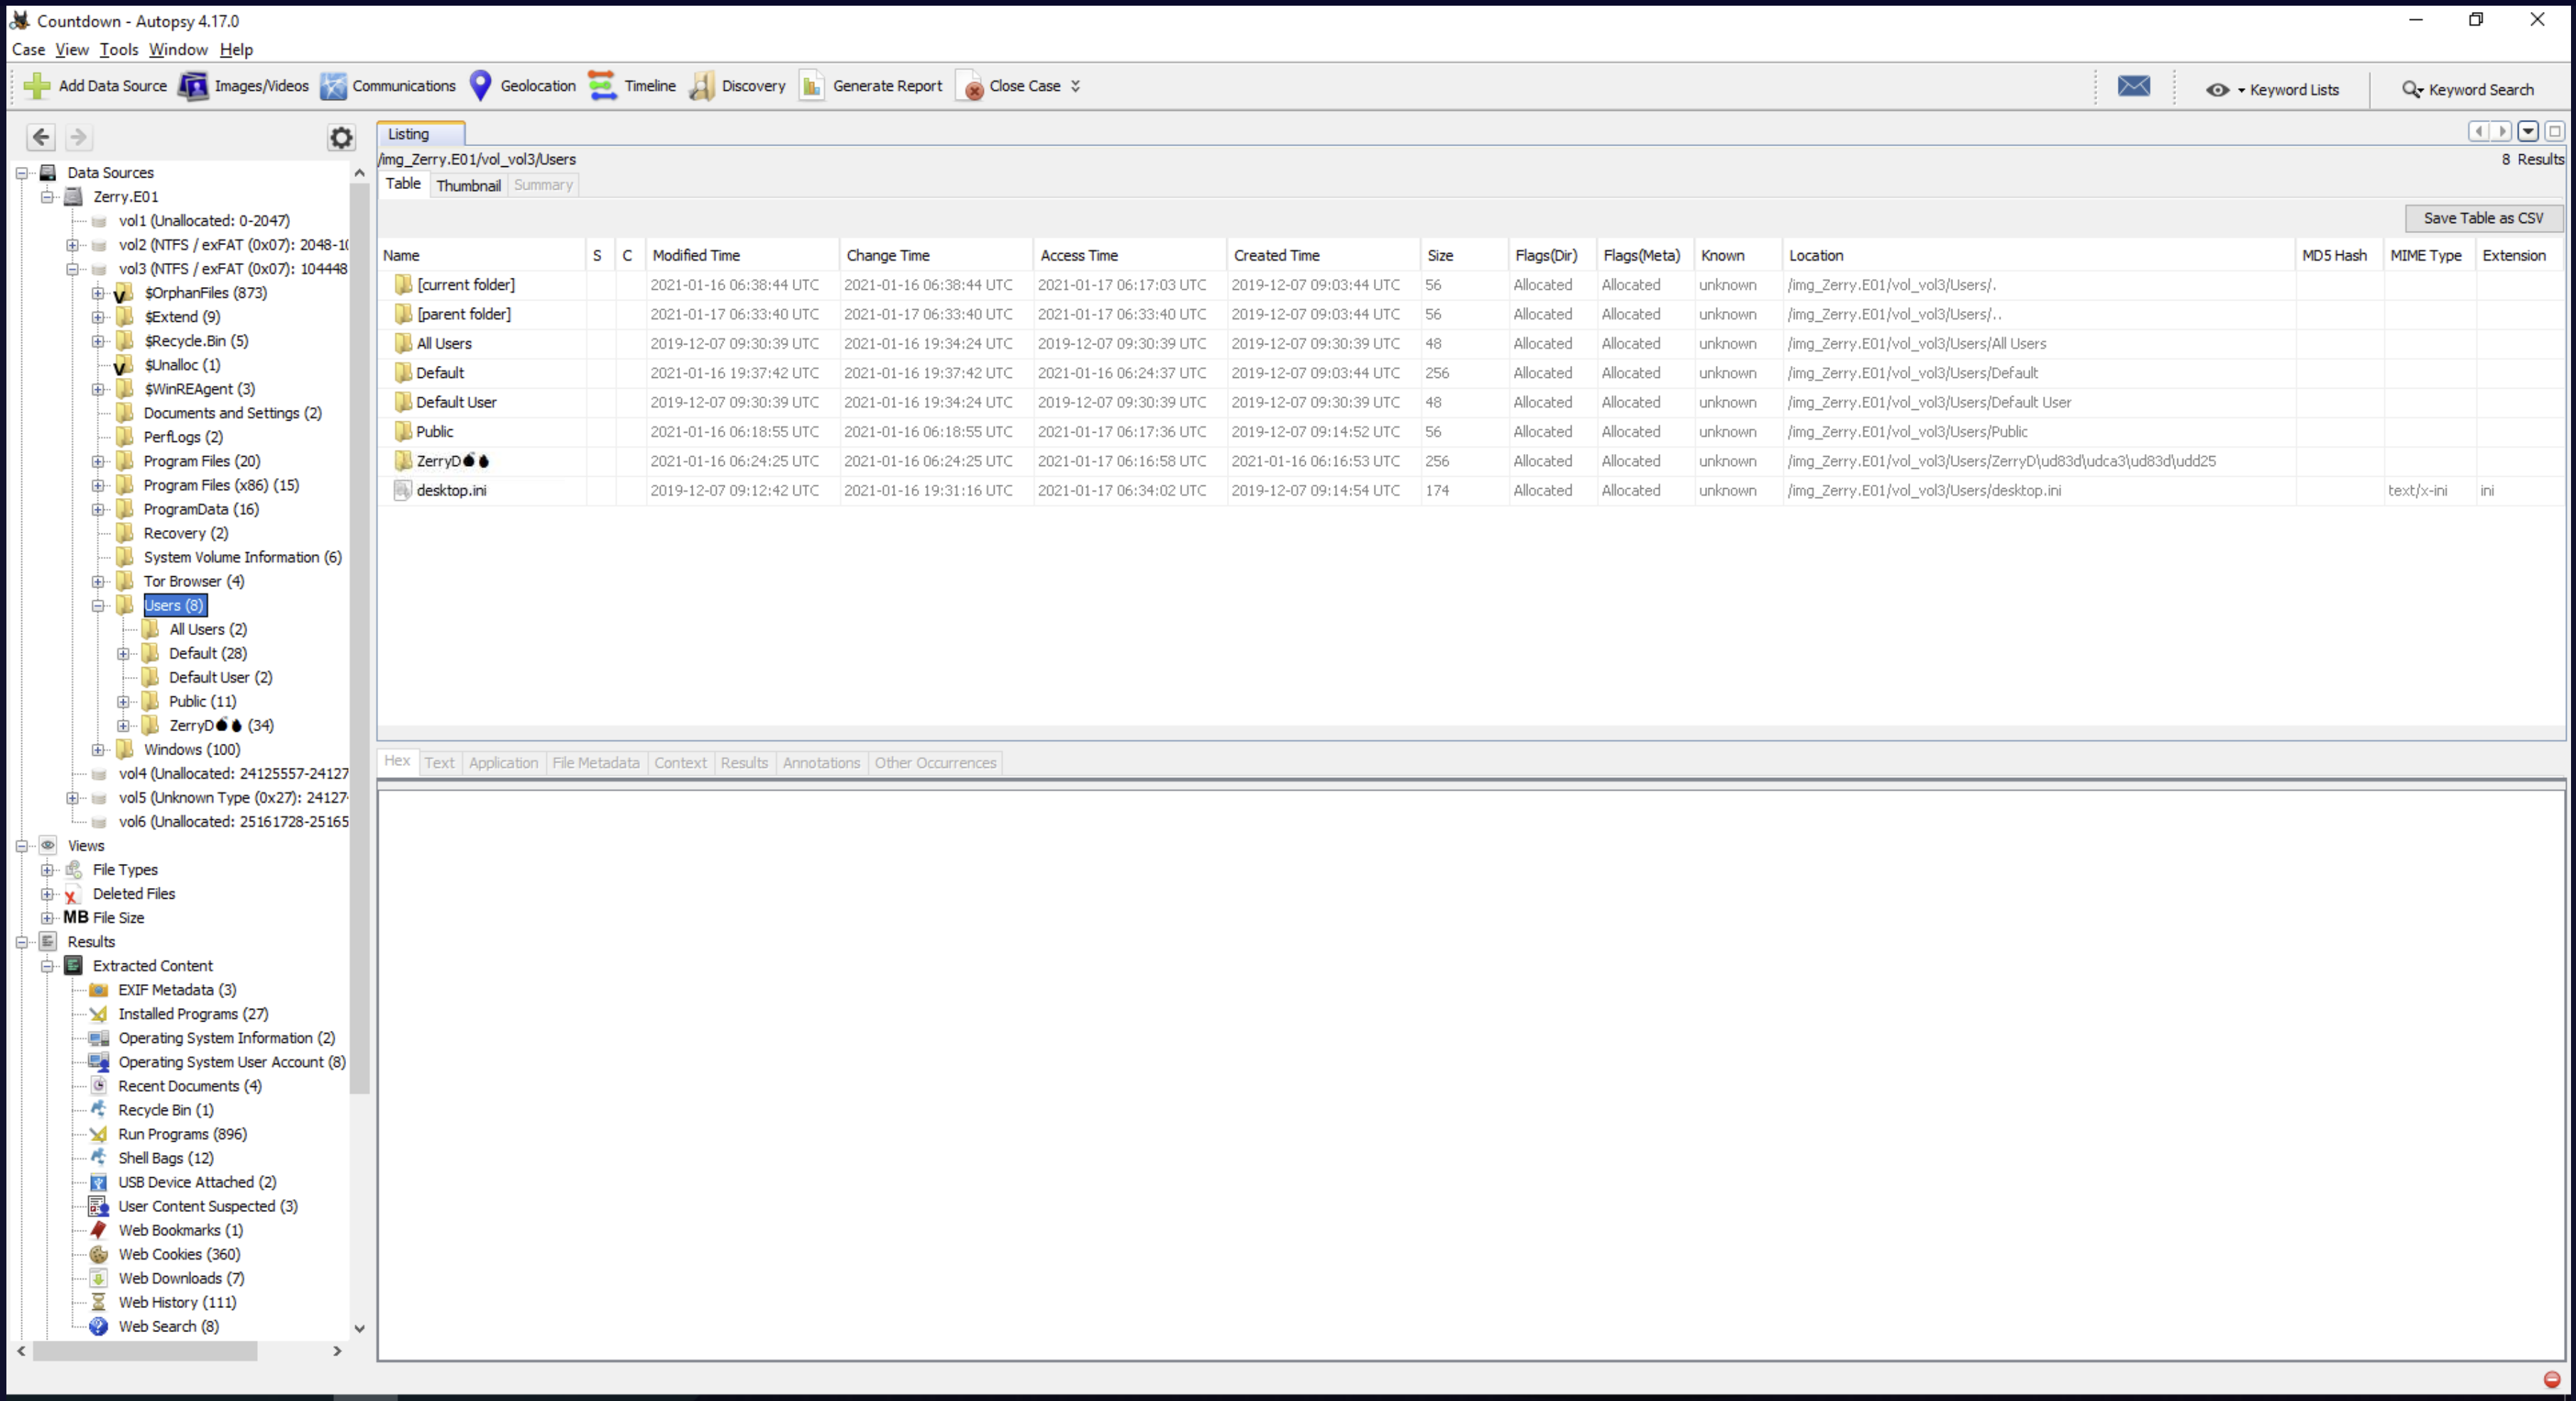 Countdown - Autopsy 4.17.0
Case View Tools Window Help
Add Data Source Images/Videos Communications Geolocation Timeline Discovery Generate Report Close Case Keyword Lists Keyword Search
Data Sources
Zerry.E01
vol1 (Unallocated: 0-2047)
vol2 (NTFS / exFAT (0x07): 2048-10
vol3 (NTFS / exFAT (0x07): 104448
$OrphanFiles (873)
$Extend (9)
$Recycle.Bin (5)
$Unalloc (1)
$WinREAgent (3)
Documents and Settings (2)
PerfLogs (2)
Program Files (20)
Program Files (x86) (15)
ProgramData (16)
Recovery (2)
System Volume Information (6)
Tor Browser (4)
Users (8)
All Users (2)
Default (28)
Default User (2)
Public (11)
ZerryD💣🔥 (34)
Windows (100)
vol4 (Unallocated: 24125557-24127
vol5 (Unknown Type (0x27): 24127
vol6 (Unallocated: 25161728-25165
Views
File Types
Deleted Files
MB File Size
Results
Extracted Content
EXIF Metadata (3)
Installed Programs (27)
Operating System Information (2)
Operating System User Account (8)
Recent Documents (4)
Recycle Bin (1)
Run Programs (896)
Shell Bags (12)
USB Device Attached (2)
User Content Suspected (3)
Web Bookmarks (1)
Web Cookies (360)
Web Downloads (7)
Web History (111)
Web Search (8)
Listing
/img_Zerry.E01/vol_vol3/Users
8 Results
Table Thumbnail Summary
Save Table as CSV
Name S C Modified Time Change Time Access Time Created Time Size Flags(Dir) Flags(Meta) Known Location MD5 Hash MIME Type Extension
[current folder] 2021-01-16 06:38:44 UTC 2021-01-16 06:38:44 UTC 2021-01-17 06:17:03 UTC 2019-12-07 09:03:44 UTC 56 Allocated Allocated unknown /img_Zerry.E01/vol_vol3/Users/.
[parent folder] 2021-01-17 06:33:40 UTC 2021-01-17 06:33:40 UTC 2021-01-17 06:33:40 UTC 2019-12-07 09:03:44 UTC 56 Allocated Allocated unknown /img_Zerry.E01/vol_vol3/Users/..
All Users 2019-12-07 09:30:39 UTC 2021-01-16 19:34:24 UTC 2019-12-07 09:30:39 UTC 2019-12-07 09:30:39 UTC 48 Allocated Allocated unknown /img_Zerry.E01/vol_vol3/Users/All Users
Default 2021-01-16 19:37:42 UTC 2021-01-16 19:37:42 UTC 2021-01-16 06:24:37 UTC 2019-12-07 09:03:44 UTC 256 Allocated Allocated unknown /img_Zerry.E01/vol_vol3/Users/Default
Default User 2019-12-07 09:30:39 UTC 2021-01-16 19:34:24 UTC 2019-12-07 09:30:39 UTC 2019-12-07 09:30:39 UTC 48 Allocated Allocated unknown /img_Zerry.E01/vol_vol3/Users/Default User
Public 2021-01-16 06:18:55 UTC 2021-01-16 06:18:55 UTC 2021-01-17 06:17:36 UTC 2019-12-07 09:14:52 UTC 56 Allocated Allocated unknown /img_Zerry.E01/vol_vol3/Users/Public
ZerryD💣🔥 2021-01-16 06:24:25 UTC 2021-01-16 06:24:25 UTC 2021-01-17 06:16:58 UTC 2021-01-16 06:16:53 UTC 256 Allocated Allocated unknown /img_Zerry.E01/vol_vol3/Users/ZerryD\ud83d\udca3\ud83d\udd25
desktop.ini 2019-12-07 09:12:42 UTC 2021-01-16 19:31:16 UTC 2021-01-17 06:34:02 UTC 2019-12-07 09:14:54 UTC 174 Allocated Allocated unknown /img_Zerry.E01/vol_vol3/Users/desktop.ini text/x-ini ini
Hex Text Application File Metadata Context Results Annotations Other Occurrences